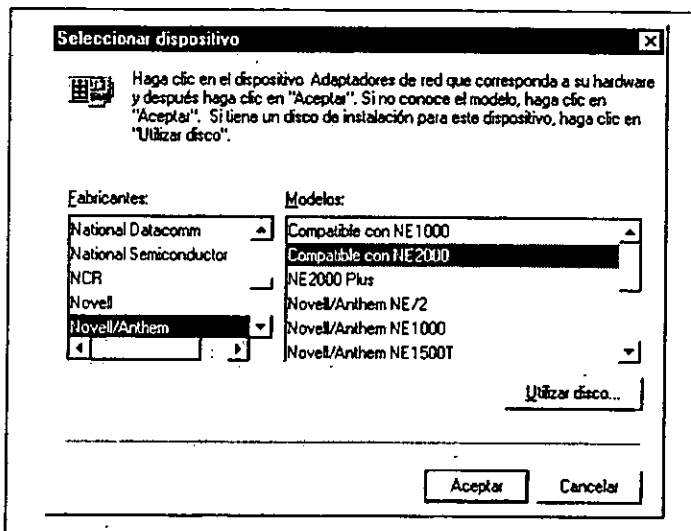 Seleccionar dispositivo
Haga clic en el dispositivo Adaptadores de red que corresponda a su hardware
y después haga clic en "Aceptar". Si no conoce el modelo, haga clic en
"Aceptar". Si tiene un disco de instalación para este dispositivo, haga clic en
"Utilizar disco".
Fabricantes:
National Datacomm
National Semiconductor
NCR
Novell
Novell/Anthem
Modelos:
Compatible con NE1000
Compatible con NE2000
NE2000 Plus
Novell/Anthem NE/2
Novell/Anthem NE1000
Novell/Anthem NE1500T
Utilizar disco...
Aceptar
Cancelar